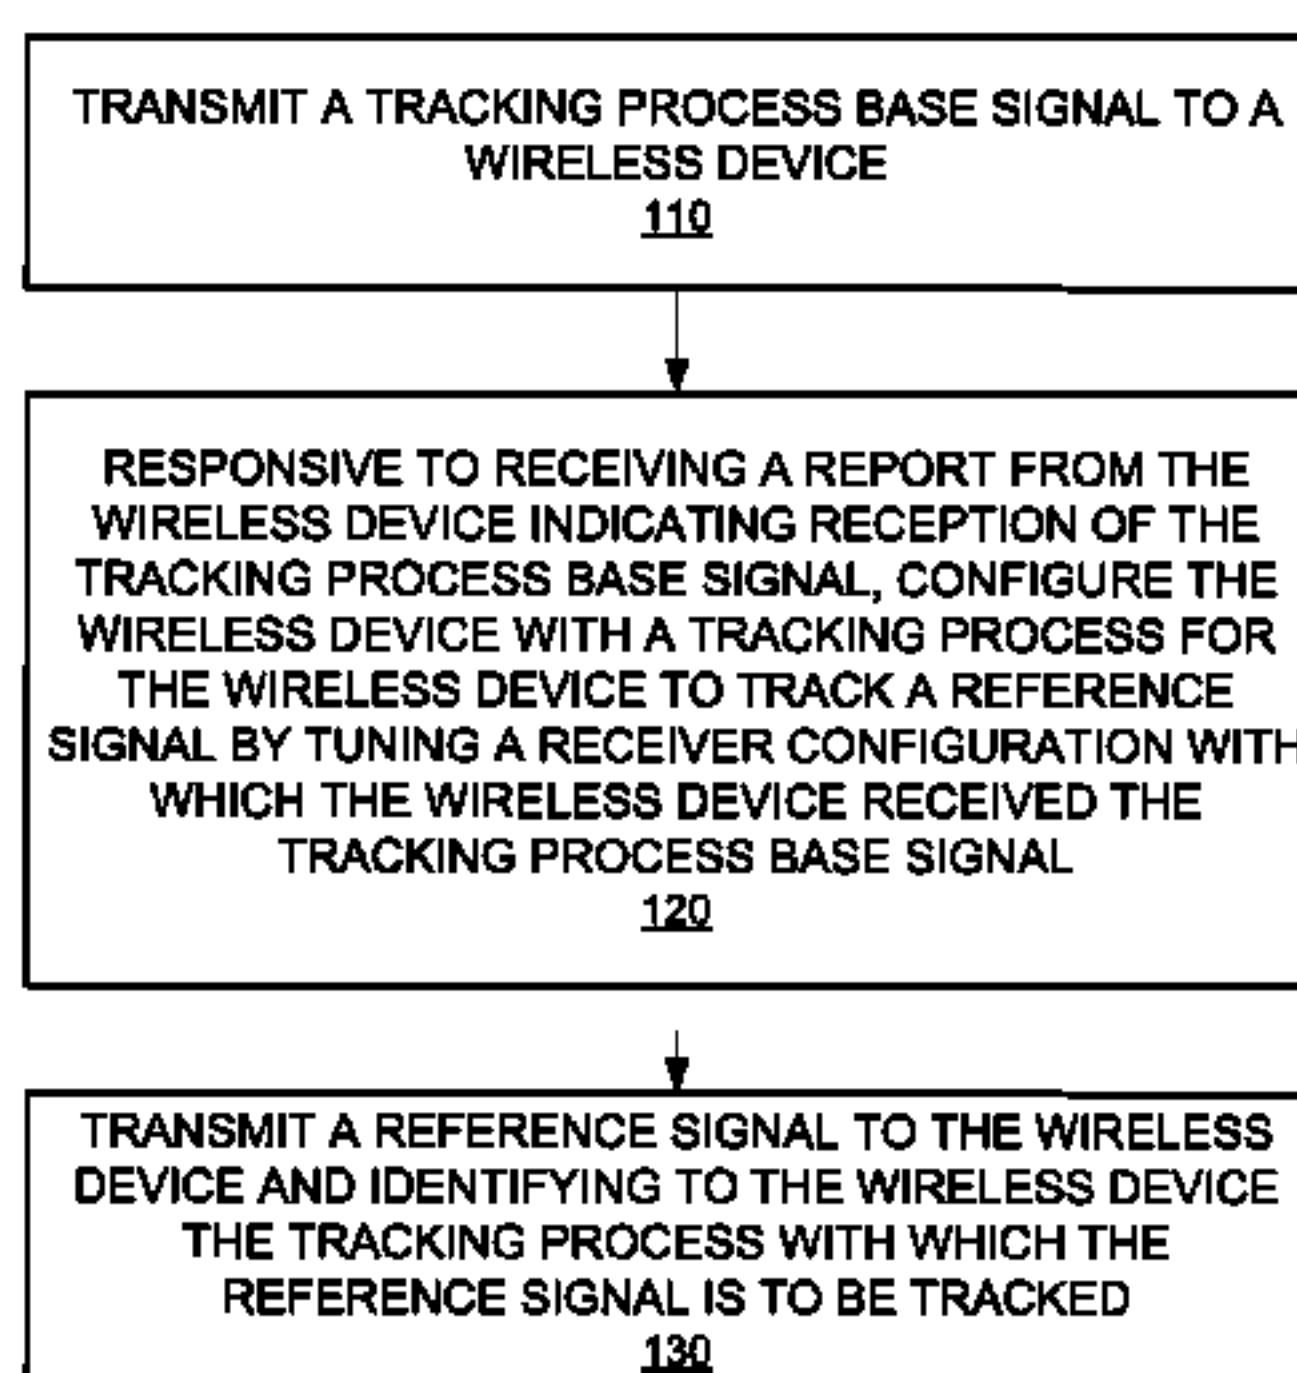 TRANSMIT A TRACKING PROCESS BASE SIGNAL TO A
WIRELESS DEVICE
110
RESPONSIVE TO RECEIVING A REPORT FROM THE
WIRELESS DEVICE INDICATING RECEPTION OF THE
TRACKING PROCESS BASE SIGNAL, CONFIGURE THE
WIRELESS DEVICE WITH A TRACKING PROCESS FOR
THE WIRELESS DEVICE TO TRACK A REFERENCE
SIGNAL BY TUNING A RECEIVER CONFIGURATION WITH
WHICH THE WIRELESS DEVICE RECEIVED THE
TRACKING PROCESS BASE SIGNAL
120
TRANSMIT A REFERENCE SIGNAL TO THE WIRELESS
DEVICE AND IDENTIFYING TO THE WIRELESS DEVICE
THE TRACKING PROCESS WITH WHICH THE
REFERENCE SIGNAL IS TO BE TRACKED
130